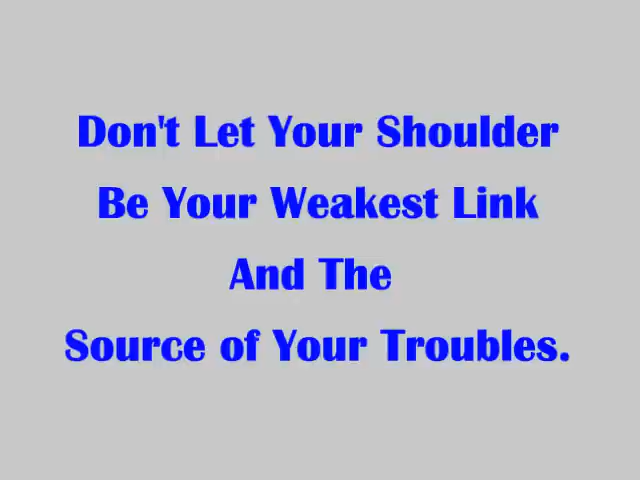 Don't Let Your Shoulder
Be Your Weakest Link
And The
Source of Your Troubles.